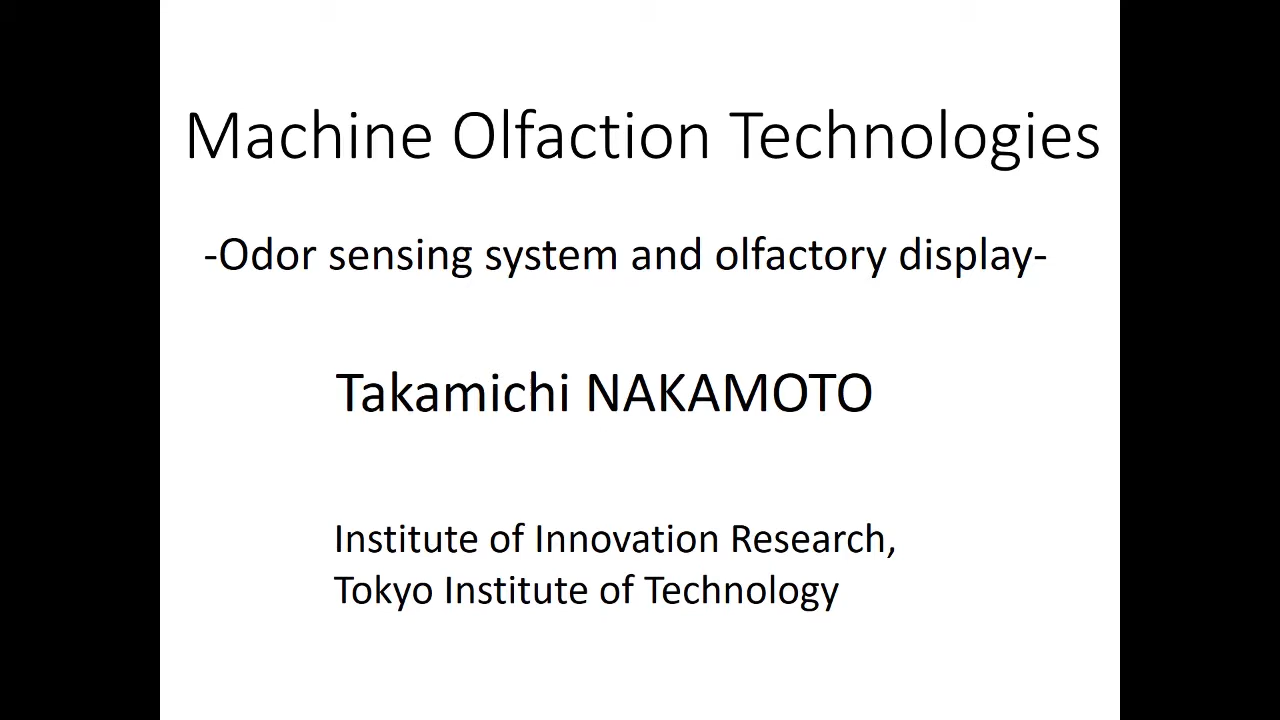 Machine Olfaction Technologies
-Odor sensing system and olfactory display-
Takamichi NAKAMOTO
Institute of Innovation Research,
Tokyo Institute of Technology